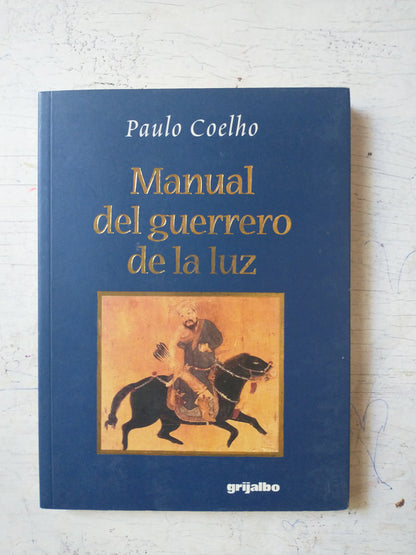 Paulo Coelho
Manual
del guerrero
de la luz
grijalbo